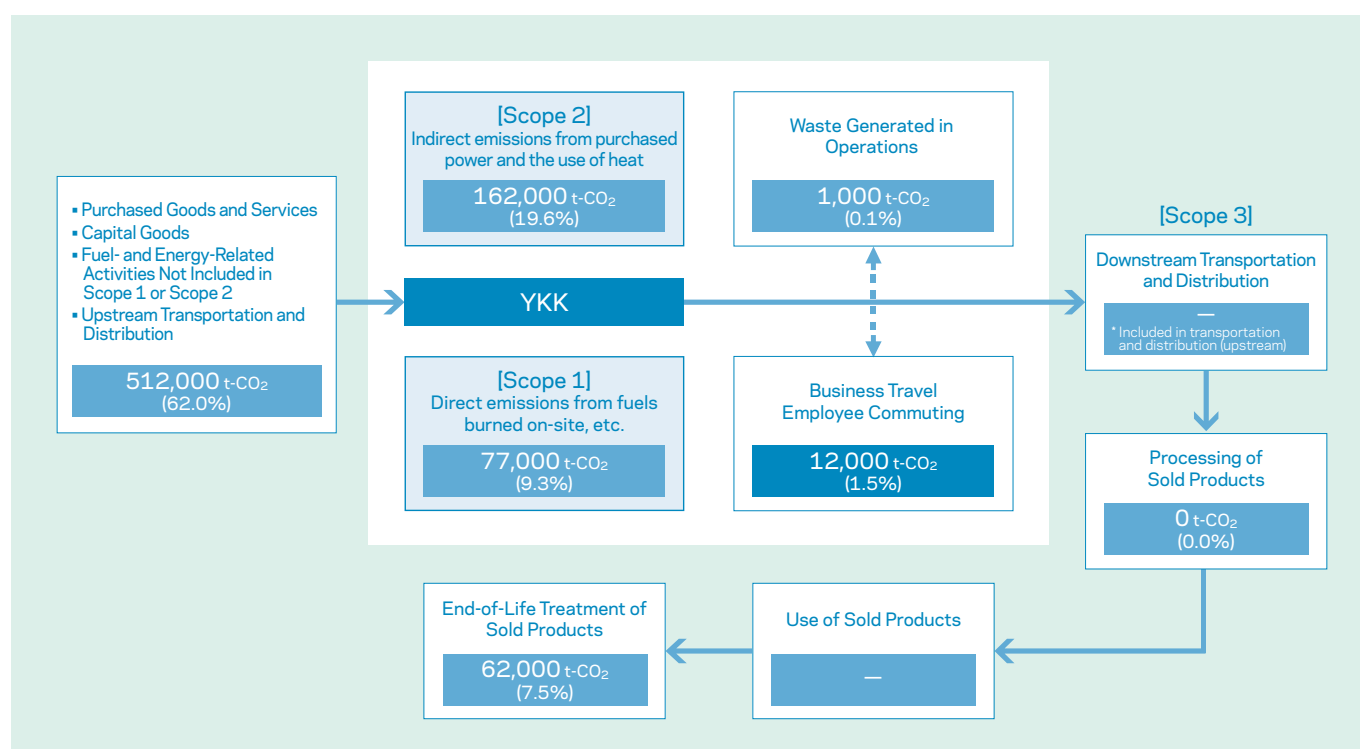 ▪ Purchased Goods and Services
▪ Capital Goods
▪ Fuel- and Energy-Related
Activities Not Included in
Scope 1 or Scope 2
▪ Upstream Transportation and
Distribution
512,000 t-CO₂
(62.0%)
[Scope 2]
Indirect emissions from purchased
power and the use of heat
162,000 t-CO₂
(19.6%)
YKK
[Scope 1]
Direct emissions from fuels
burned on-site, etc.
77,000 t-CO₂
(9.3%)
Waste Generated in
Operations
1,000 t-CO₂
(0.1%)
Business Travel
Employee Commuting
12,000 t-CO₂
(1.5%)
[Scope 3]
Downstream Transportation
and Distribution
—
* Included in transportation
and distribution (upstream)
Processing of
Sold Products
0 t-CO₂
(0.0%)
Use of Sold Products
—
End-of-Life Treatment of
Sold Products
62,000 t-CO₂
(7.5%)